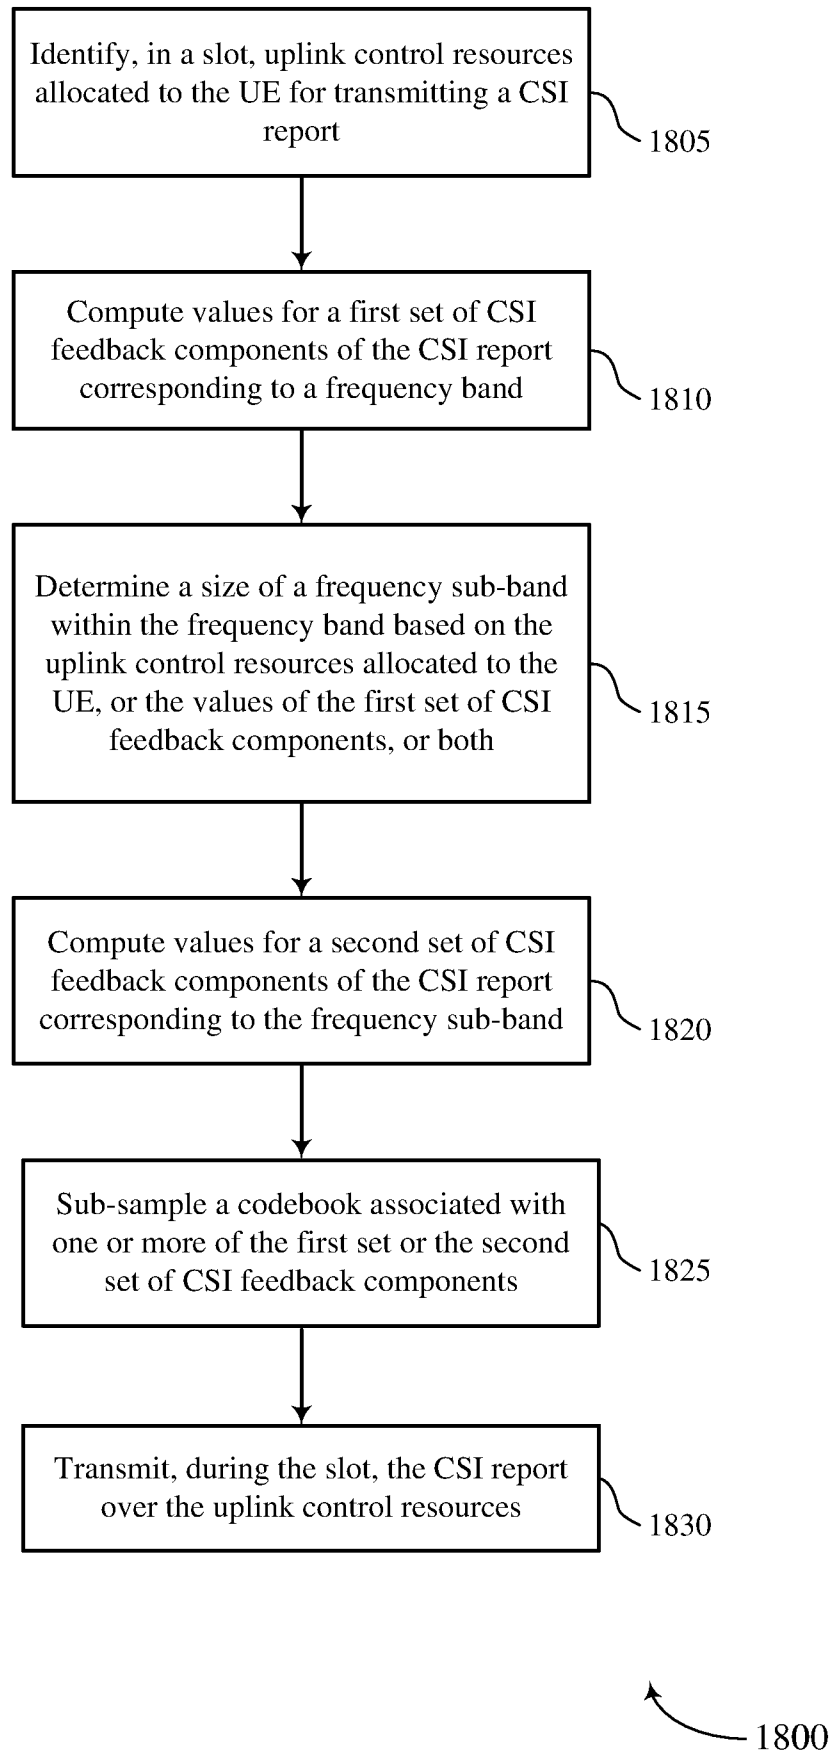 Identify, in a slot, uplink control resources
allocated to the UE for transmitting a CSI
report
1805
Compute values for a first set of CSI
feedback components of the CSI report
corresponding to a frequency band
1810
Determine a size of a frequency sub-band
within the frequency band based on the
uplink control resources allocated to the
UE, or the values of the first set of CSI
feedback components, or both
1815
Compute values for a second set of CSI
feedback components of the CSI report
corresponding to the frequency sub-band
1820
Sub-sample a codebook associated with
one or more of the first set or the second
set of CSI feedback components
1825
Transmit, during the slot, the CSI report
over the uplink control resources
1830
1800